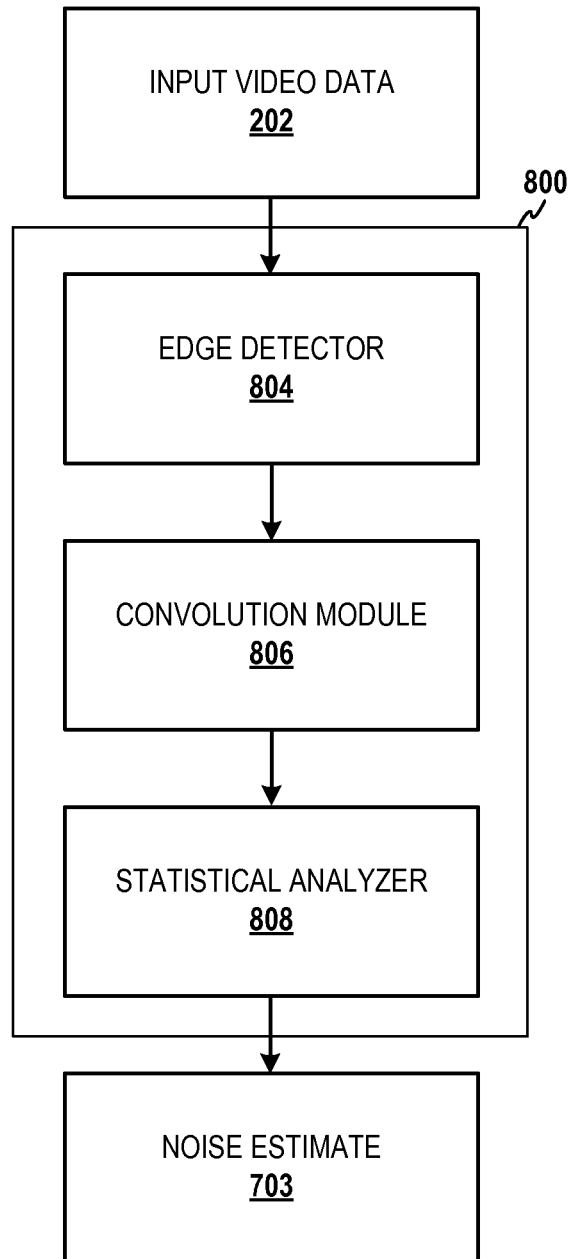 INPUT VIDEO DATA
202
800
EDGE DETECTOR
804
CONVOLUTION MODULE
806
STATISTICAL ANALYZER
808
NOISE ESTIMATE
703